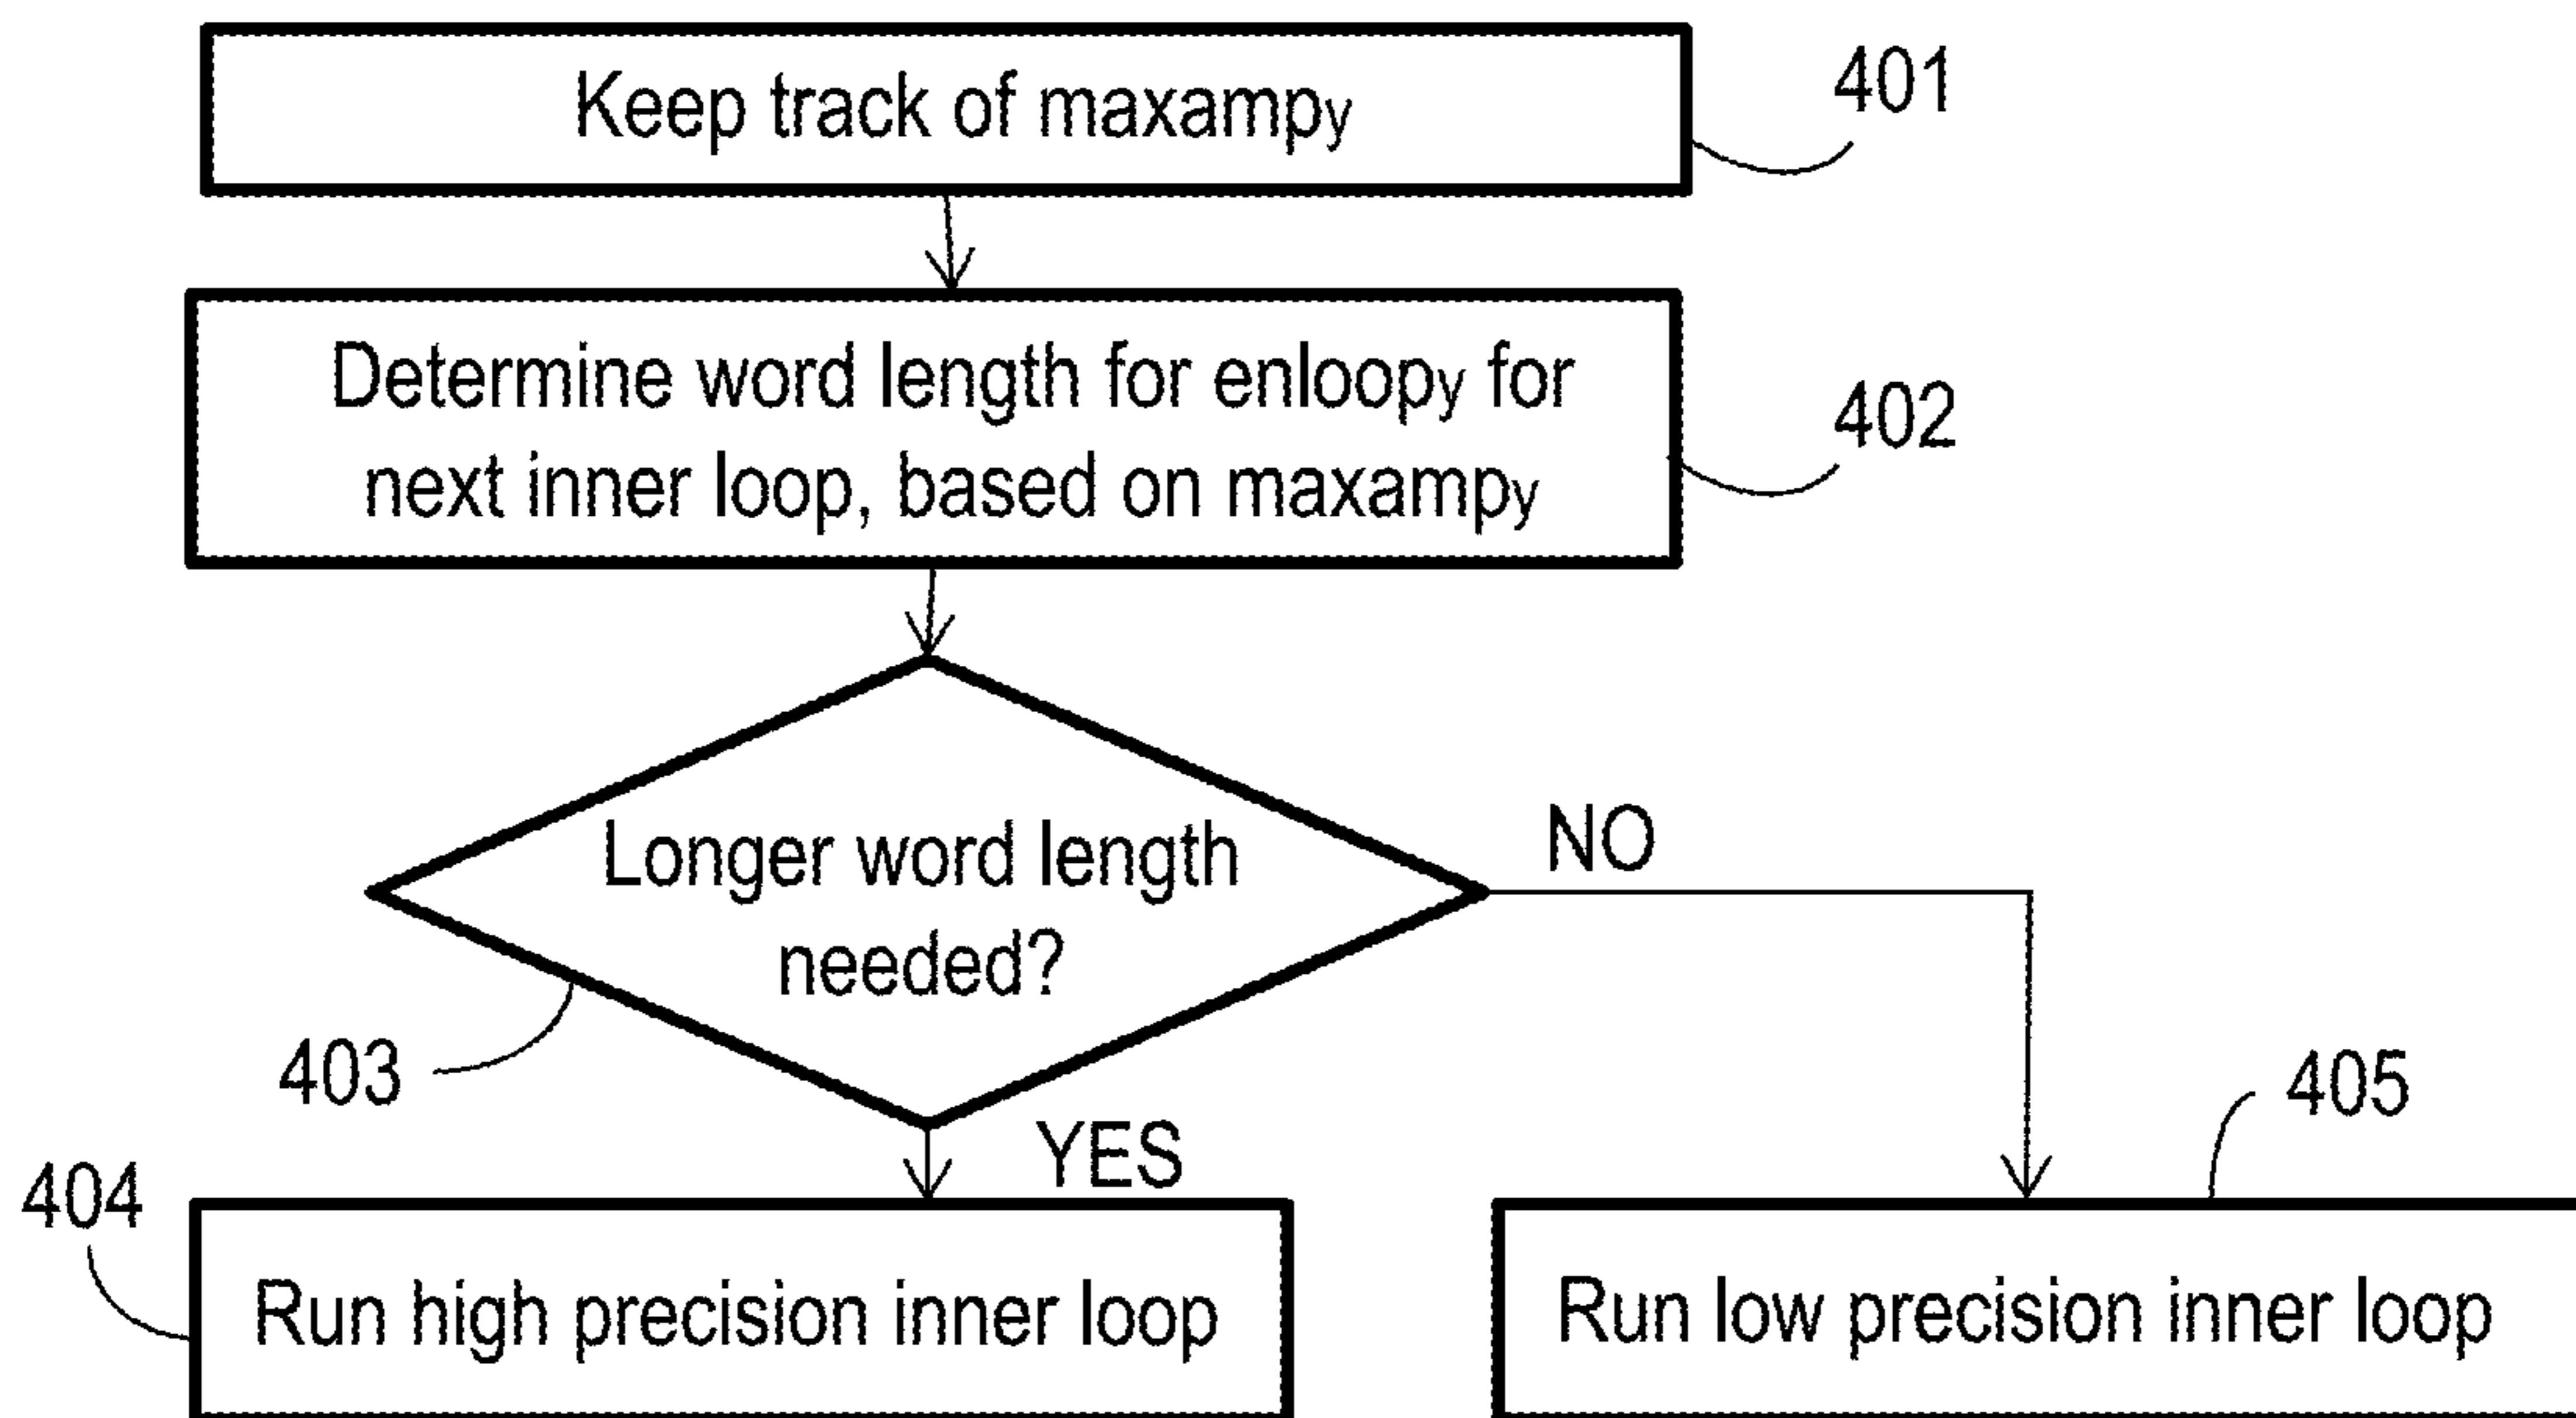 Keep track of maxampy
401
Determine word length for enloopy for
next inner loop, based on maxampy
402
Longer word length
needed?
NO
403
YES
405
404
Run high precision inner loop
Run low precision inner loop